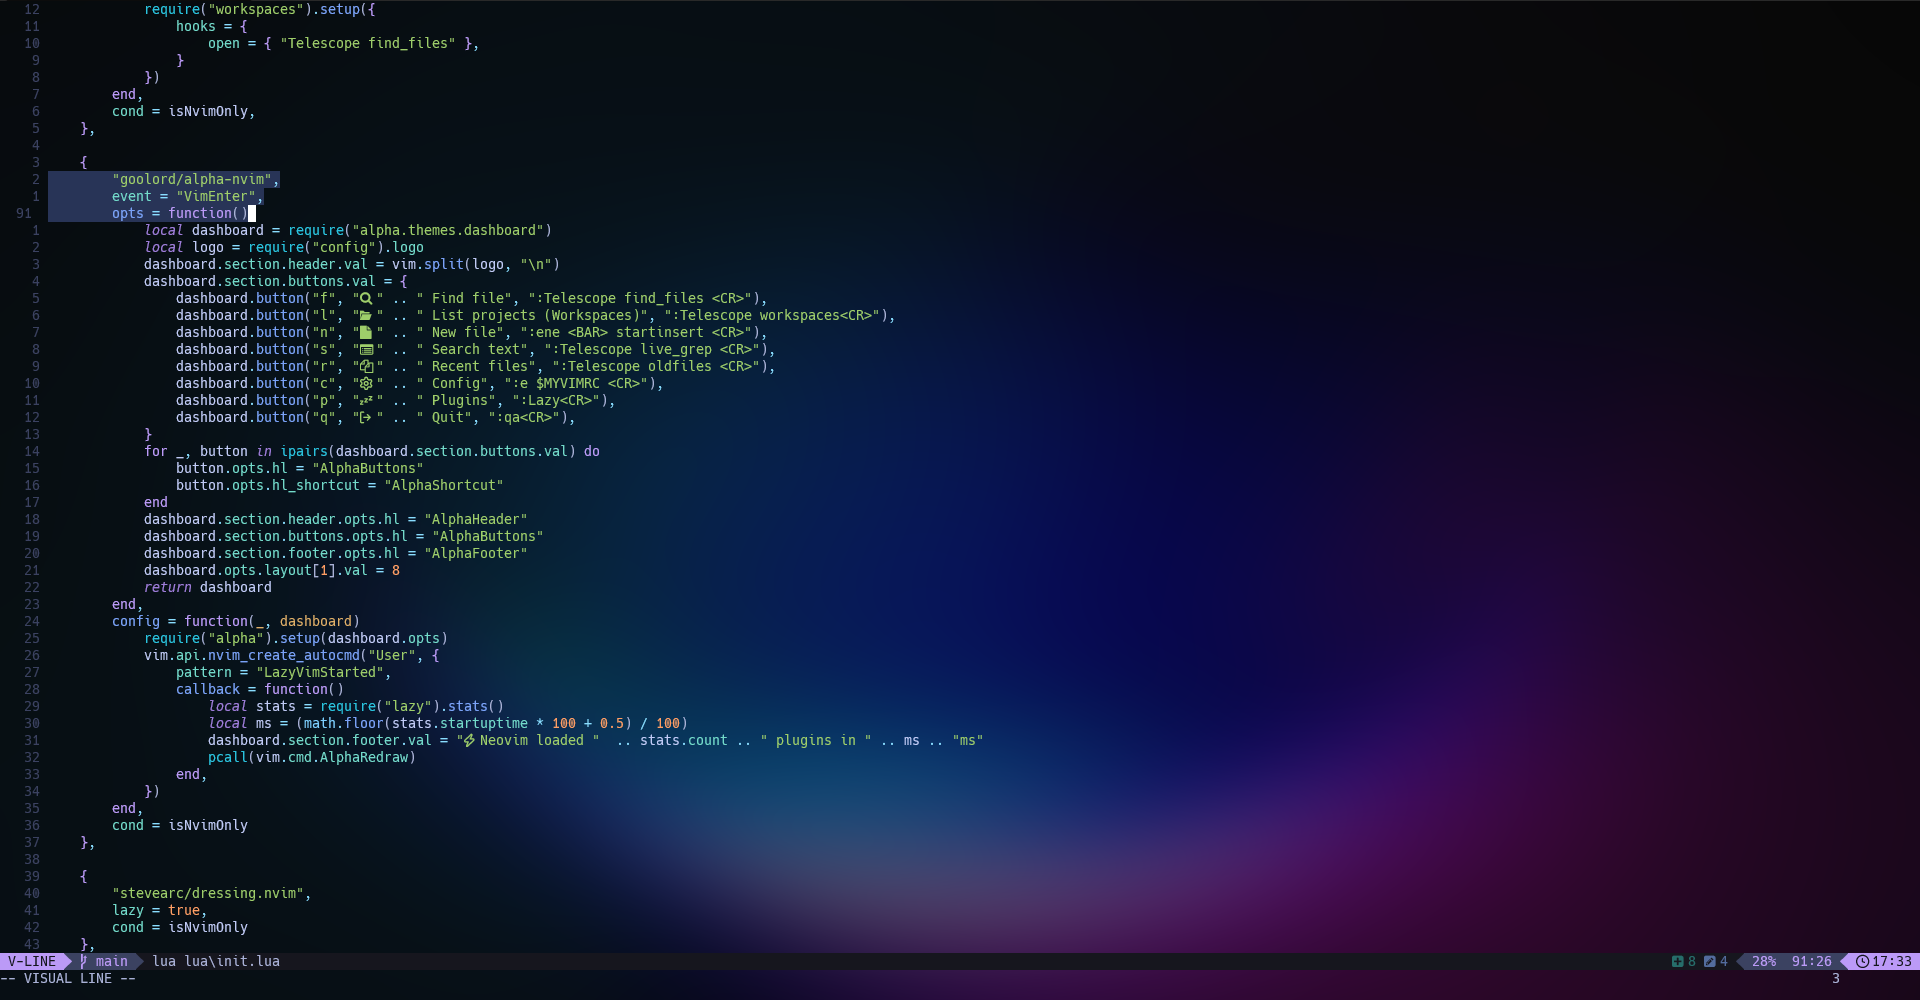 12 require("workspaces").setup({
11 hooks = {
10 open = { "Telescope find_files" },
9 }
8 })
7 end,
6 cond = isNvimOnly,
5 },
4
3 {
2 "goolord/alpha-nvim",
1 event = "VimEnter",
91 opts = function()
1 local dashboard = require("alpha.themes.dashboard")
2 local logo = require("config").logo
3 dashboard.section.header.val = vim.split(logo, "\n")
4 dashboard.section.buttons.val = {
5 dashboard.button("f", " " .. " Find file", ":Telescope find_files <CR>"),
6 dashboard.button("l", " " .. " List projects (Workspaces)", ":Telescope workspaces<CR>"),
7 dashboard.button("n", " " .. " New file", ":ene <BAR> startinsert <CR>"),
8 dashboard.button("s", " " .. " Search text", ":Telescope live_grep <CR>"),
9 dashboard.button("r", " " .. " Recent files", ":Telescope oldfiles <CR>"),
10 dashboard.button("c", " " .. " Config", ":e $MYVIMRC <CR>"),
11 dashboard.button("p", "zzz " .. " Plugins", ":Lazy<CR>"),
12 dashboard.button("q", " " .. " Quit", ":qa<CR>"),
13 }
14 for _, button in ipairs(dashboard.section.buttons.val) do
15 button.opts.hl = "AlphaButtons"
16 button.opts.hl_shortcut = "AlphaShortcut"
17 end
18 dashboard.section.header.opts.hl = "AlphaHeader"
19 dashboard.section.buttons.opts.hl = "AlphaButtons"
20 dashboard.section.footer.opts.hl = "AlphaFooter"
21 dashboard.opts.layout[1].val = 8
22 return dashboard
23 end,
24 config = function(_, dashboard)
25 require("alpha").setup(dashboard.opts)
26 vim.api.nvim_create_autocmd("User", {
27 pattern = "LazyVimStarted",
28 callback = function()
29 local stats = require("lazy").stats()
30 local ms = (math.floor(stats.startuptime * 100 + 0.5) / 100)
31 dashboard.section.footer.val = "⚡Neovim loaded " .. stats.count .. " plugins in " .. ms .. "ms"
32 pcall(vim.cmd.AlphaRedraw)
33 end,
34 })
35 end,
36 cond = isNvimOnly
37 },
38
39 {
40 "stevearc/dressing.nvim",
41 lazy = true,
42 cond = isNvimOnly
43 },
V-LINE main lua lua\init.lua 8 4 28% 91:26 17:33
-- VISUAL LINE -- 3